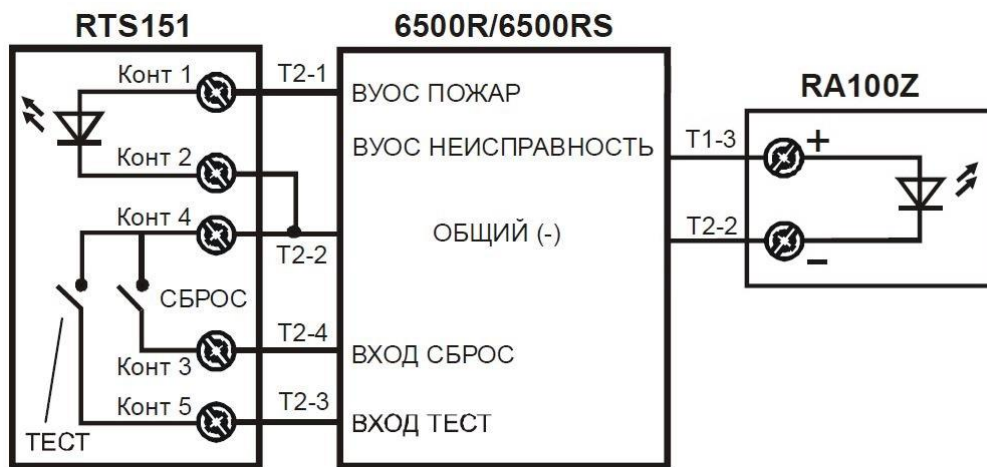 RTS151
6500R/6500RS
RA100Z
Конт 1
T2-1
ВУОС ПОЖАР
ВУОС НЕИСПРАВНОСТЬ
T1-3
+
Конт 2
Конт 4
T2-2
ОБЩИЙ (-)
T2-2
–
СБРОС
T2-4
ВХОД СБРОС
Конт 3
Конт 5
T2-3
ВХОД ТЕСТ
ТЕСТ